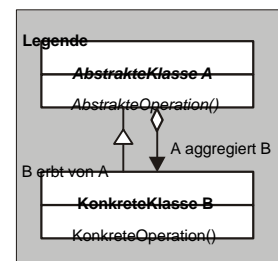 Legende
AbstrakteKlasse A
AbstrakteOperation()
A aggregiert B
B erbt von A
KonkreteKlasse B
KonkreteOperation()